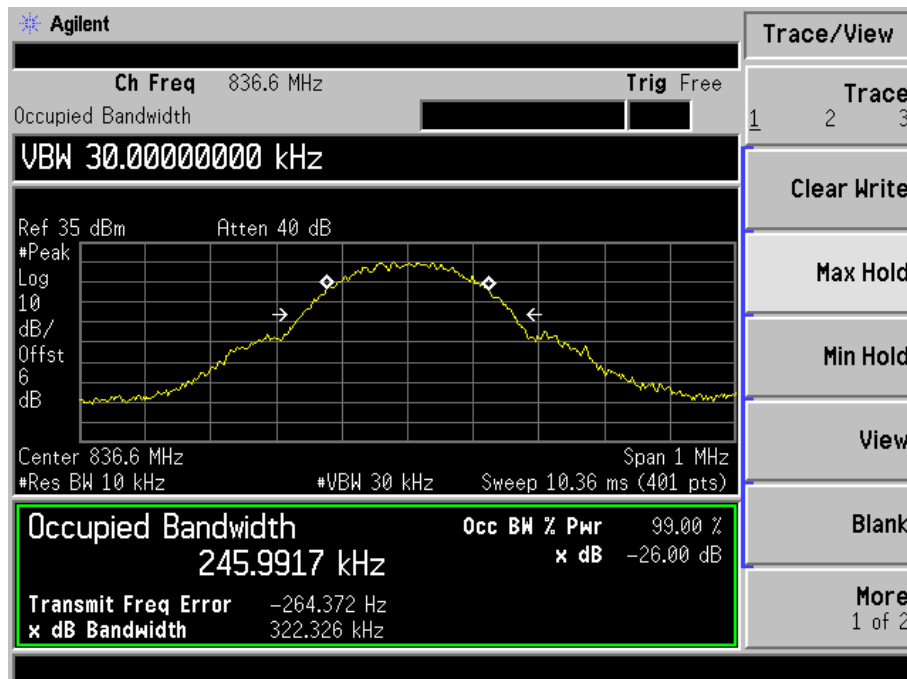 Agilent
Trace/View
Ch Freq 836.6 MHz Trig Free
Occupied Bandwidth
VBW 30.00000000 kHz
Ref 35 dBm Atten 40 dB
#Peak
Log
10
dB/
Offst
6
dB
Center 836.6 MHz Span 1 MHz
#Res BW 10 kHz #VBW 30 kHz Sweep 10.36 ms (401 pts)
Occupied Bandwidth
245.9917 kHz
Occ BW % Pwr 99.00 %
x dB -26.00 dB
Transmit Freq Error -264.372 Hz
x dB Bandwidth 322.326 kHz
Trace
1 2 3
Clear Write
Max Hold
Min Hold
View
Blank
More
1 of 2